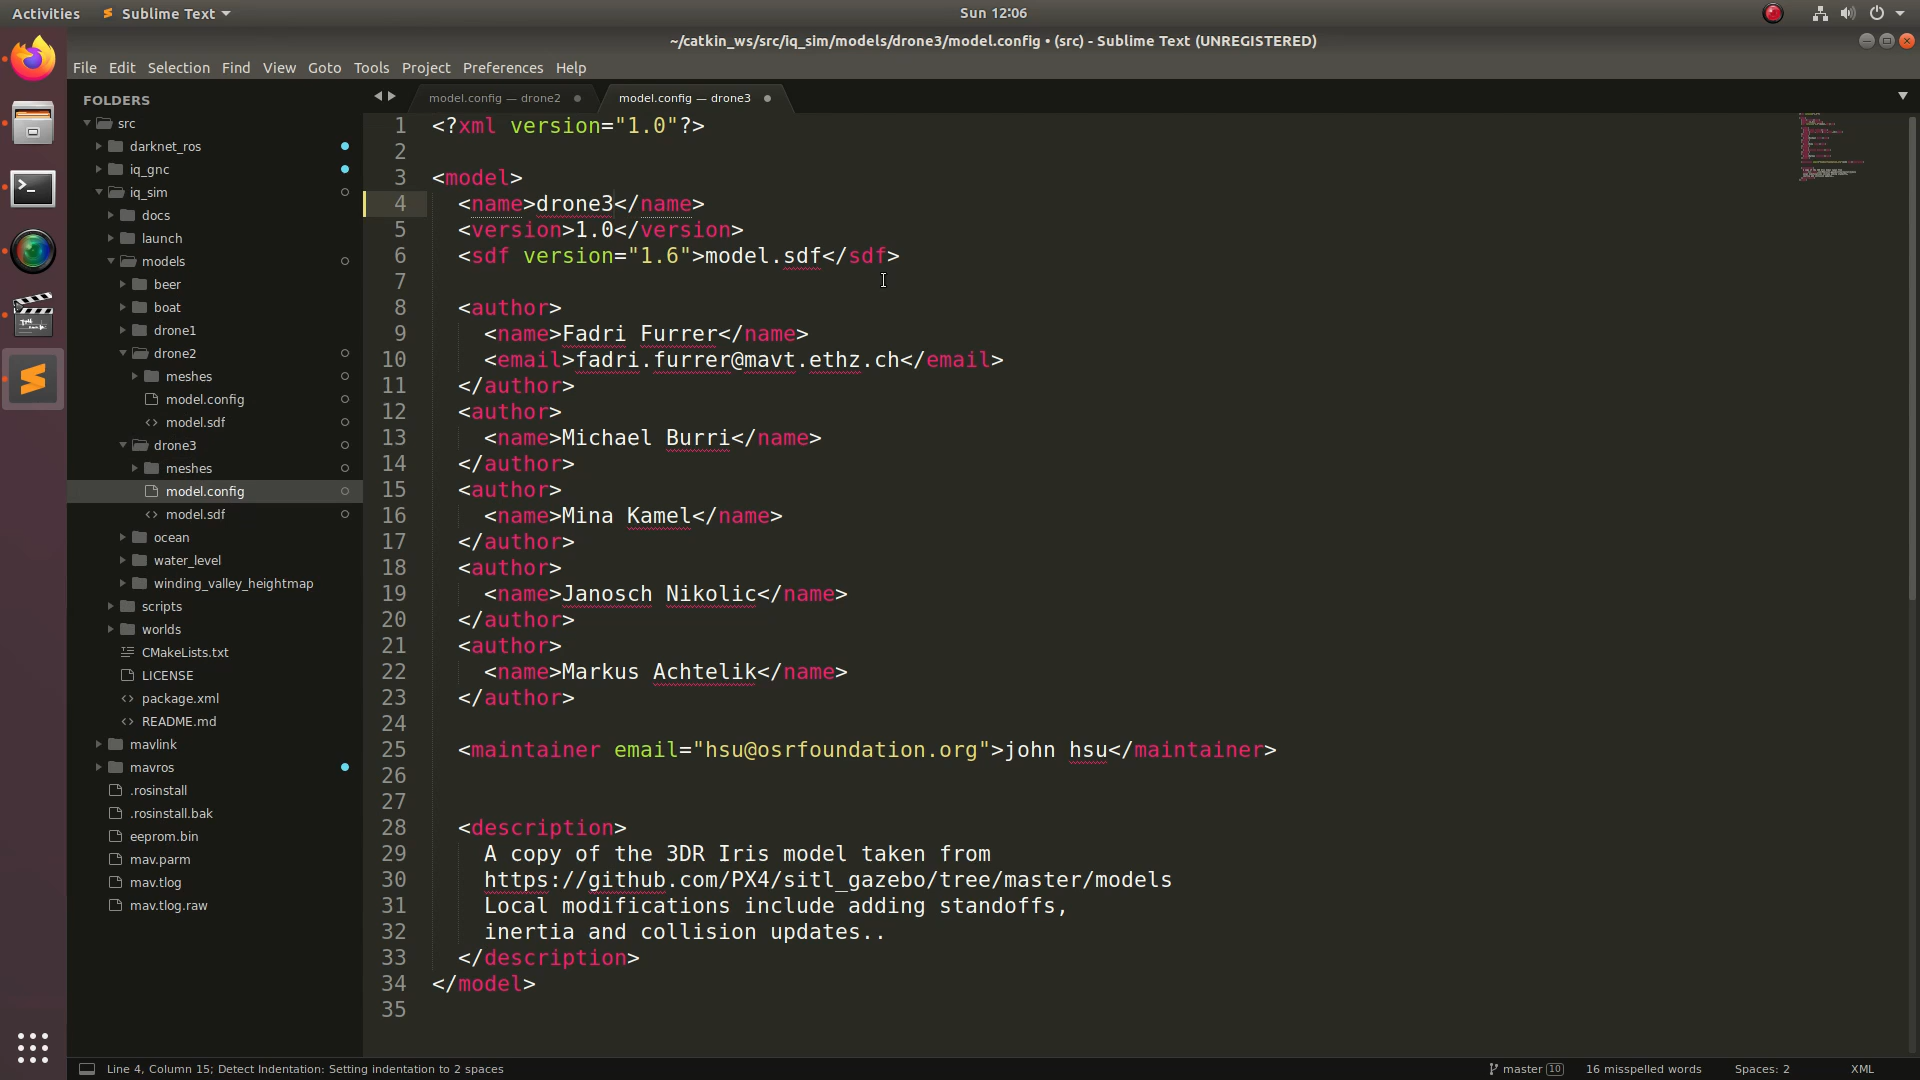 Activities
Sublime Text
Sun 12:06
~/catkin_ws/src/iq_sim/models/drone3/model.config • (src) - Sublime Text (UNREGISTERED)
File Edit Selection Find View Goto Tools Project Preferences Help
FOLDERS
src
darknet_ros
iq_gnc
iq_sim
docs
launch
models
beer
boat
drone1
drone2
meshes
model.config
model.sdf
drone3
meshes
model.config
model.sdf
ocean
water_level
winding_valley_heightmap
scripts
worlds
CMakeLists.txt
LICENSE
package.xml
README.md
mavlink
mavros
.rosinstall
.rosinstall.bak
eeprom.bin
mav.parm
mav.tlog
mav.tlog.raw
model.config — drone2
model.config — drone3
1 <?xml version="1.0"?>
2
3 <model>
4 <name>drone3</name>
5 <version>1.0</version>
6 <sdf version="1.6">model.sdf</sdf>
7
8 <author>
9 <name>Fadri Furrer</name>
10 <email>fadri.furrer@mavt.ethz.ch</email>
11 </author>
12 <author>
13 <name>Michael Burri</name>
14 </author>
15 <author>
16 <name>Mina Kamel</name>
17 </author>
18 <author>
19 <name>Janosch Nikolic</name>
20 </author>
21 <author>
22 <name>Markus Achtelik</name>
23 </author>
24
25 <maintainer email="hsu@osrfoundation.org">john hsu</maintainer>
26
27
28 <description>
29 A copy of the 3DR Iris model taken from
30 https://github.com/PX4/sitl_gazebo/tree/master/models
31 Local modifications include adding standoffs,
32 inertia and collision updates..
33 </description>
34 </model>
35
Line 4, Column 15; Detect Indentation: Setting indentation to 2 spaces
master 10
16 misspelled words
Spaces: 2
XML